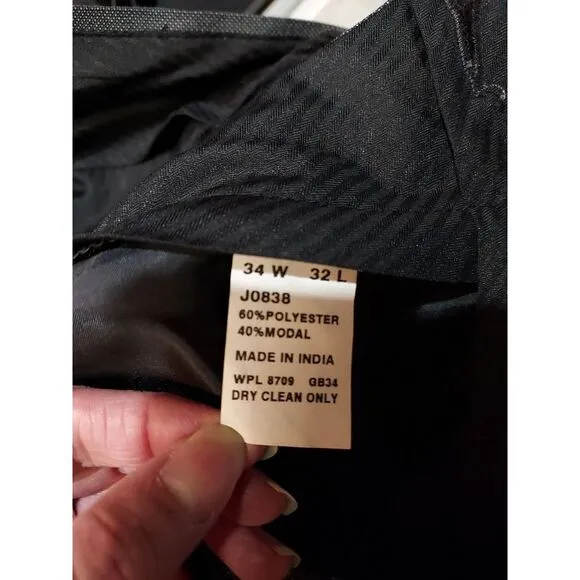 34 W 32 L
J0838
60%POLYESTER
40%MODAL
MADE IN INDIA
WPL 8709 GB34
DRY CLEAN ONLY